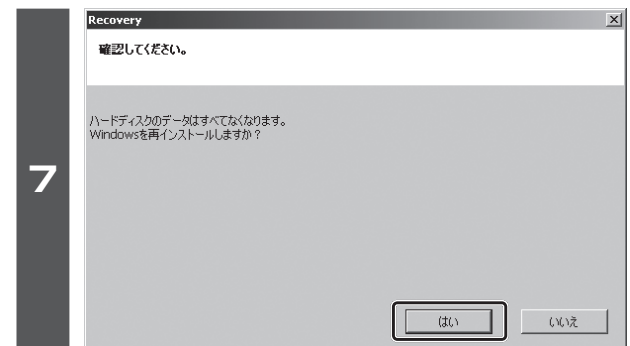 7
Recovery
確認してください。
ハードディスクのデータはすべてなくなります。
Windowsを再インストールしますか？
はい
いいえ